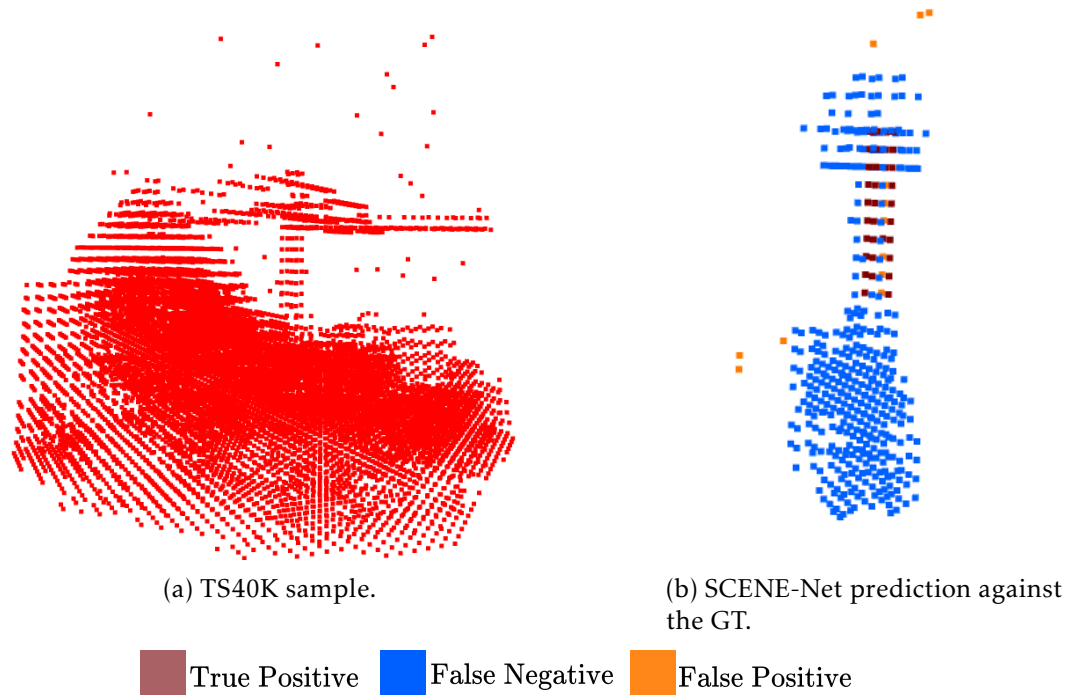 (a) TS40K sample.
(b) SCENE-Net prediction against
the GT.
True Positive
False Negative
False Positive